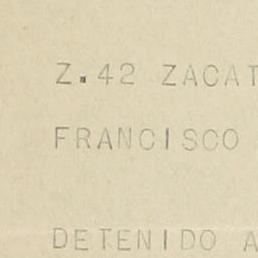 Z.42 ZACAT
FRANCISCO
DETENIDO A